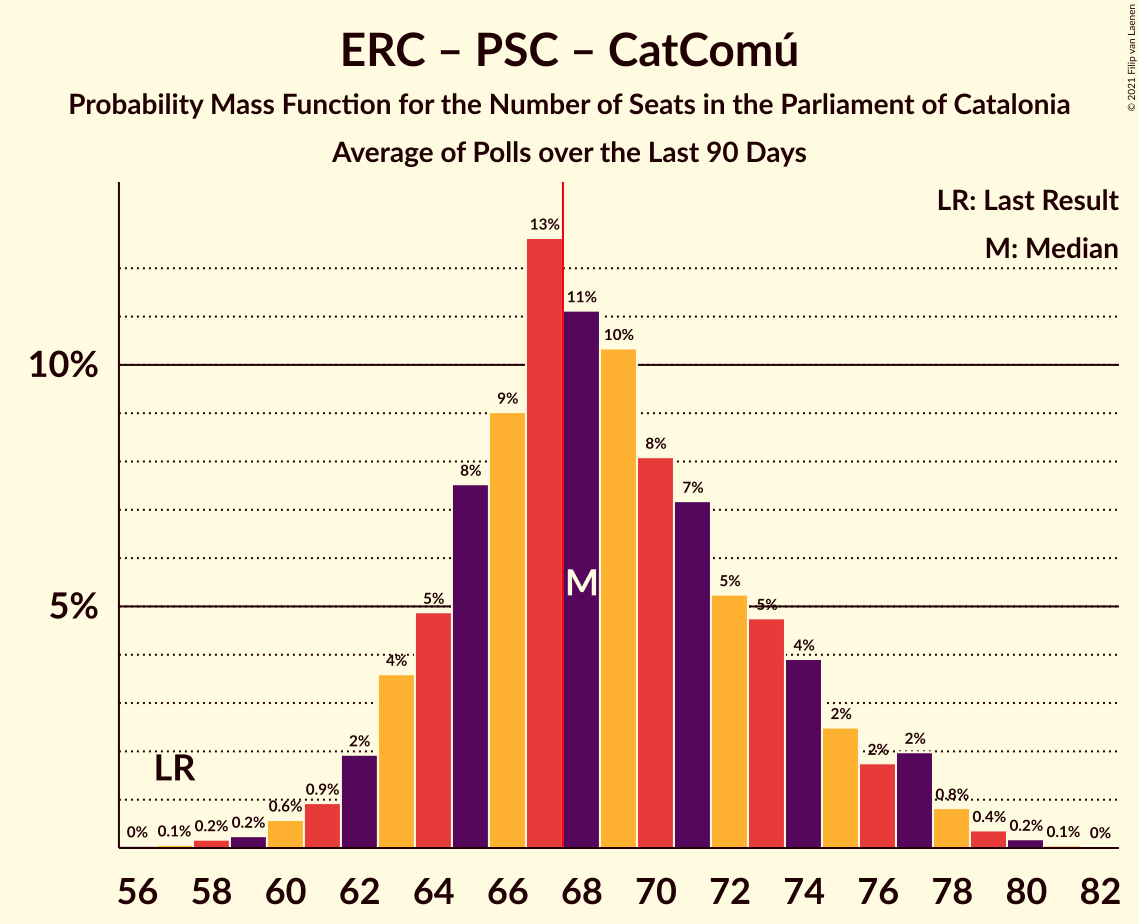 ERC – PSC – CatComú
Probability Mass Function for the Number of Seats in the Parliament of Catalonia
Average of Polls over the Last 90 Days
© 2021 Filip van Laenen
LR: Last Result
M: Median
13%
11%
10%
10%
9%
8%
8%
7%
5%
5%
5%
5%
4%
4%
M
2%
2%
2%
2%
LR
0.9%
0.8%
0.6%
0.4%
0% 0.1% 0.2% 0.2%
0.2% 0.1% 0%
56 58 60 62 64 66 68 70 72 74 76 78 80 82